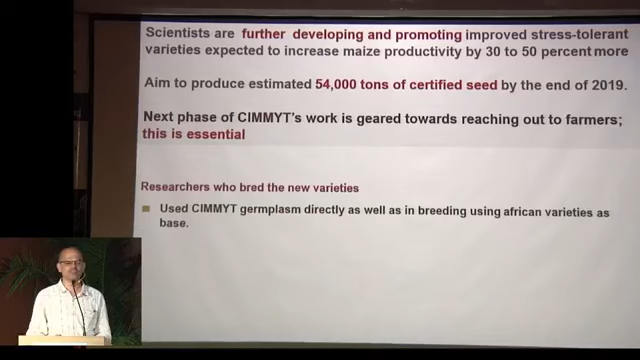 Scientists are further developing and promoting improved stress-tolerant
varieties expected to increase maize productivity by 30 to 50 percent more
Aim to produce estimated 54,000 tons of certified seed by the end of 2019.
Next phase of CIMMYT's work is geared towards reaching out to farmers;
this is essential
Researchers who bred the new varieties
Used CIMMYT germplasm directly as well as in breeding using african varieties as
base.